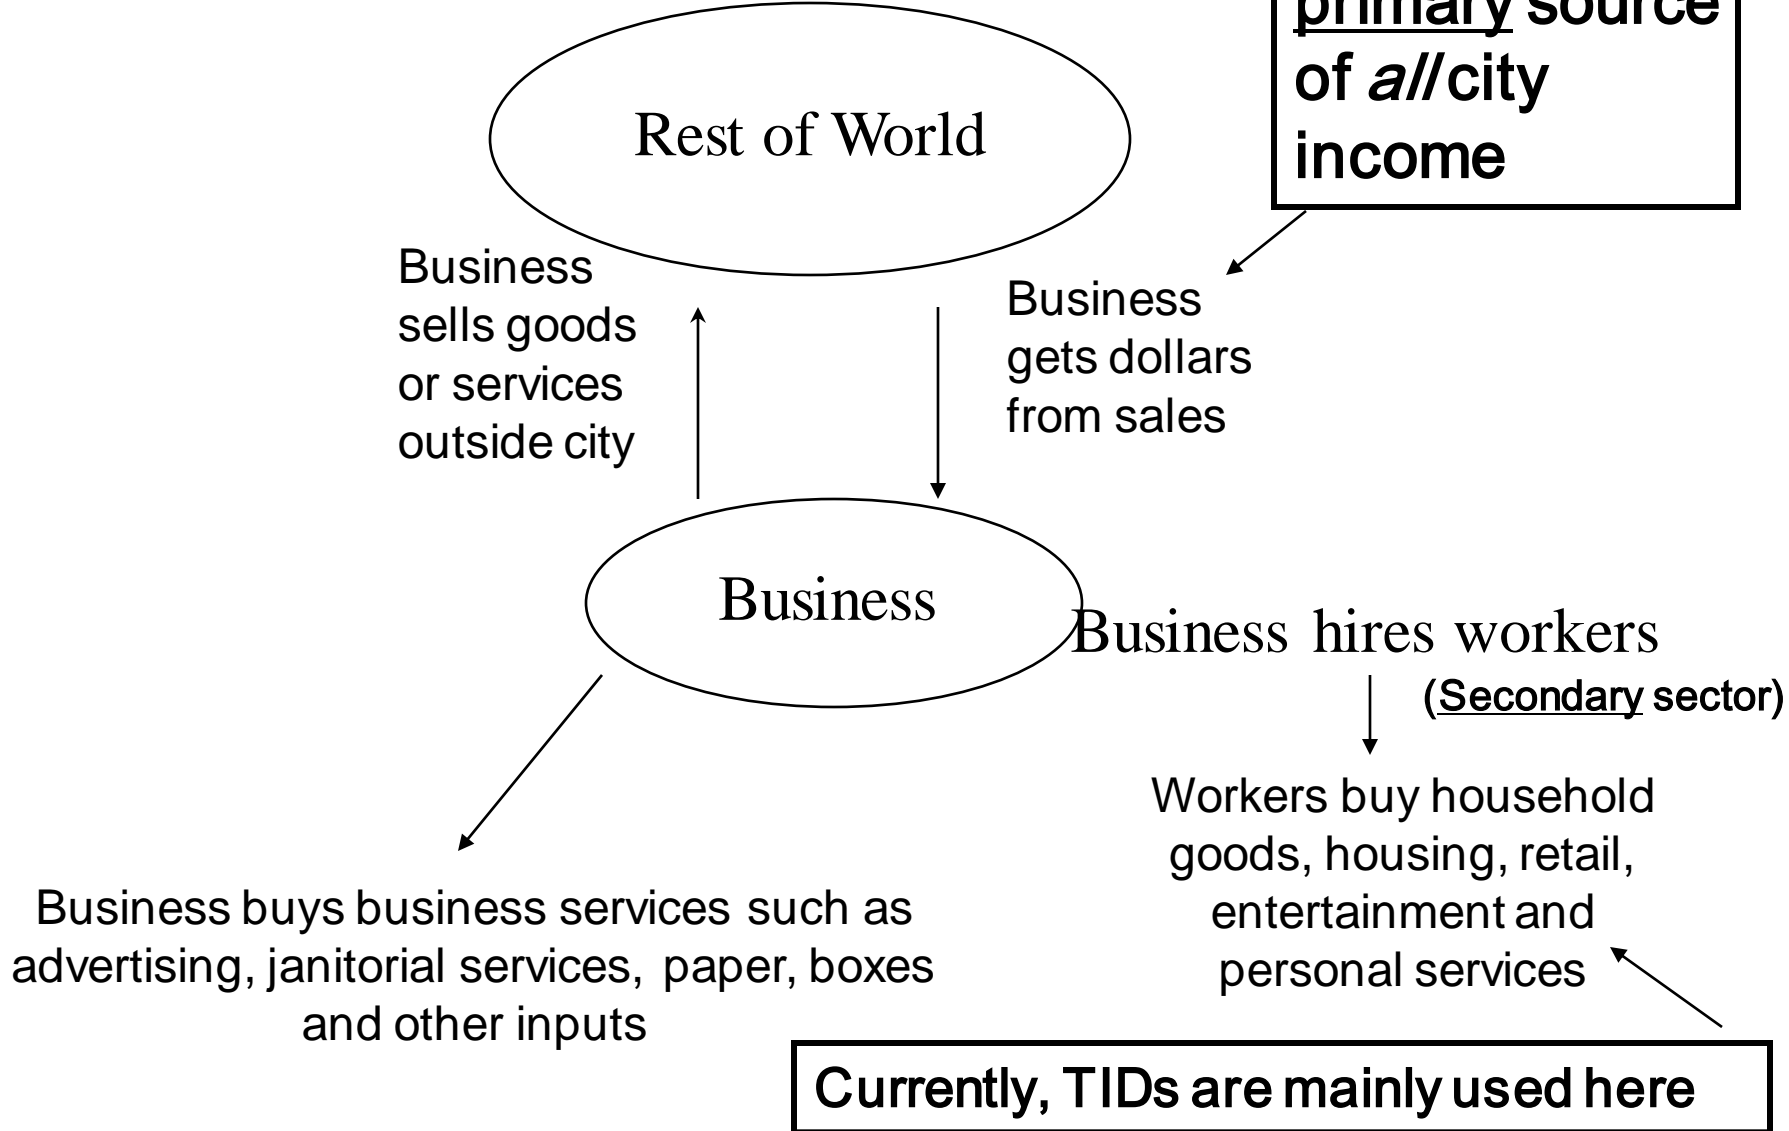 primary source
of all city
income
Rest of World
Business
sells goods
or services
outside city
Business
gets dollars
from sales
Business
Business hires workers
(Secondary sector)
Workers buy household
goods, housing, retail,
entertainment and
personal services
Business buys business services such as
advertising, janitorial services, paper, boxes
and other inputs
Currently, TIDs are mainly used here